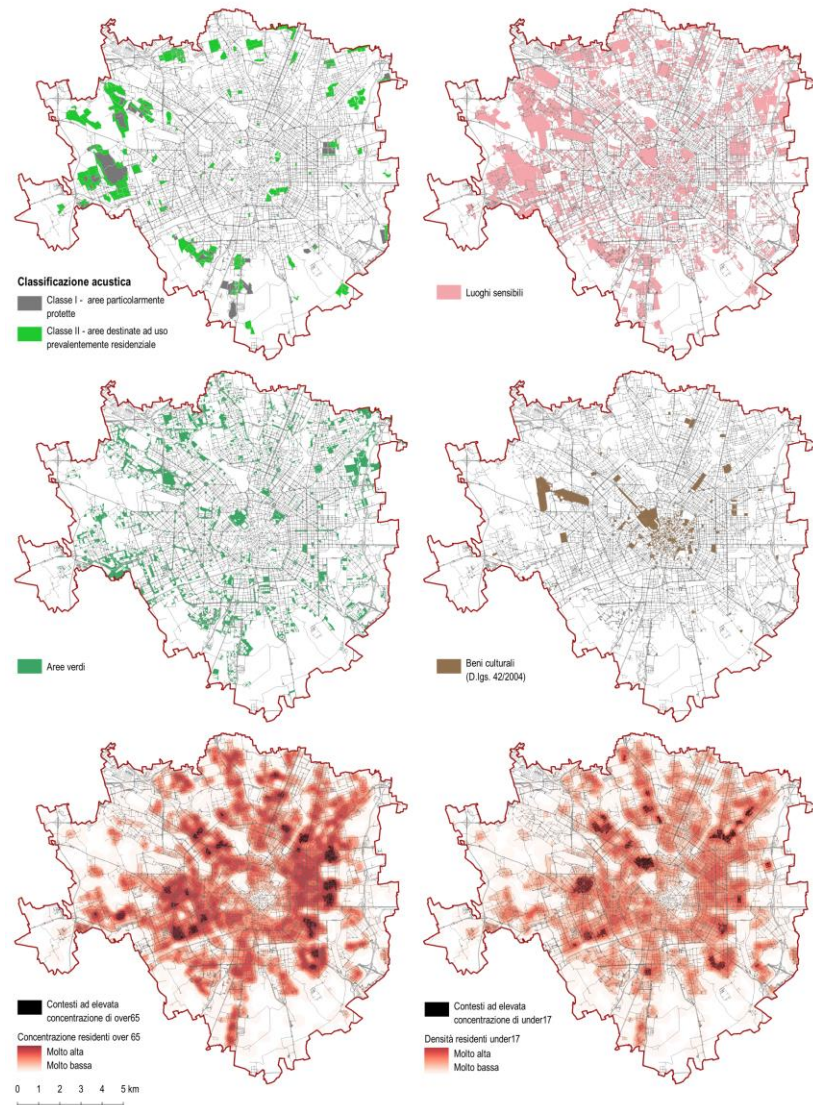 Classificazione acustica
Classe I - aree particolarmente
protette
Classe II - aree destinate ad uso
prevalentemente residenziale
Luoghi sensibili
Aree verdi
Beni culturali
(D.lgs. 42/2004)
Contesti ad elevata
concentrazione di over65
Concentrazione residenti over 65
Molto alta
Molto bassa
0 1 2 3 4 5 km
Contesti ad elevata
concentrazione di under17
Densità residenti under17
Molto alta
Molto bassa